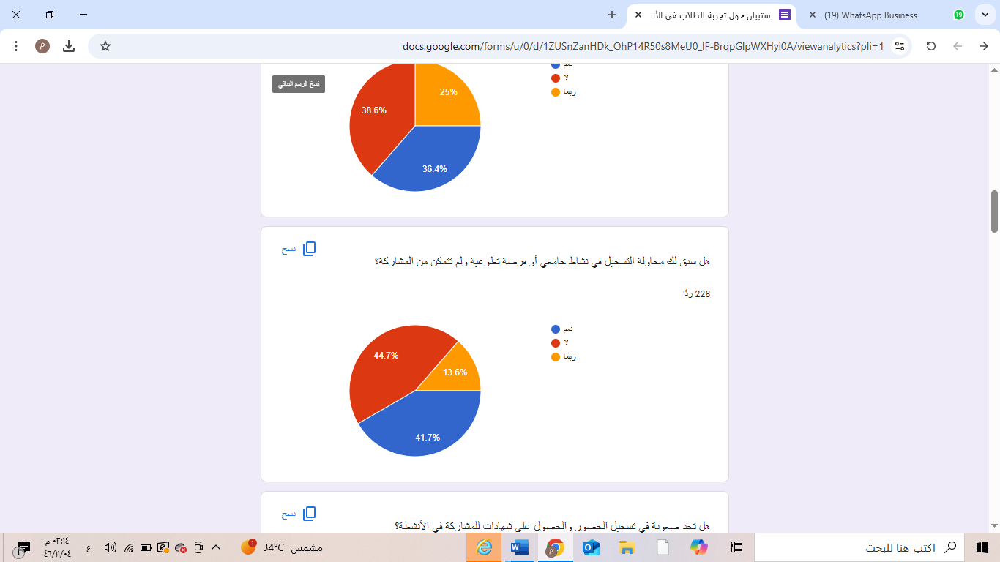 استبيان حول تجربة الطلاب في الأن
(19) WhatsApp Business
19
docs.google.com/forms/u/0/d/1ZUSnZanHDk_QhP14R50s8MeU0_IF-BrqpGlpWXHyi0A/viewanalytics?pli=1
P
نسخ الرسم البياني
نعم
لا
ربما
25%
38.6%
36.4%
نسخ
هل سبق لك محاولة التسجيل في نشاط جامعي أو فرصة تطوعية ولم تتمكن من المشاركة؟
228 ردًا
نعم
لا
ربما
44.7%
13.6%
41.7%
نسخ
هل تجد صعوبة في تسجيل الحضور والحصول على شهادات للمشاركة في الأنشطة؟
اكتب هنا للبحث
مشمس 34°C
1
ع
٠٢:١٤ م
٤٦/١١/٠٤
١